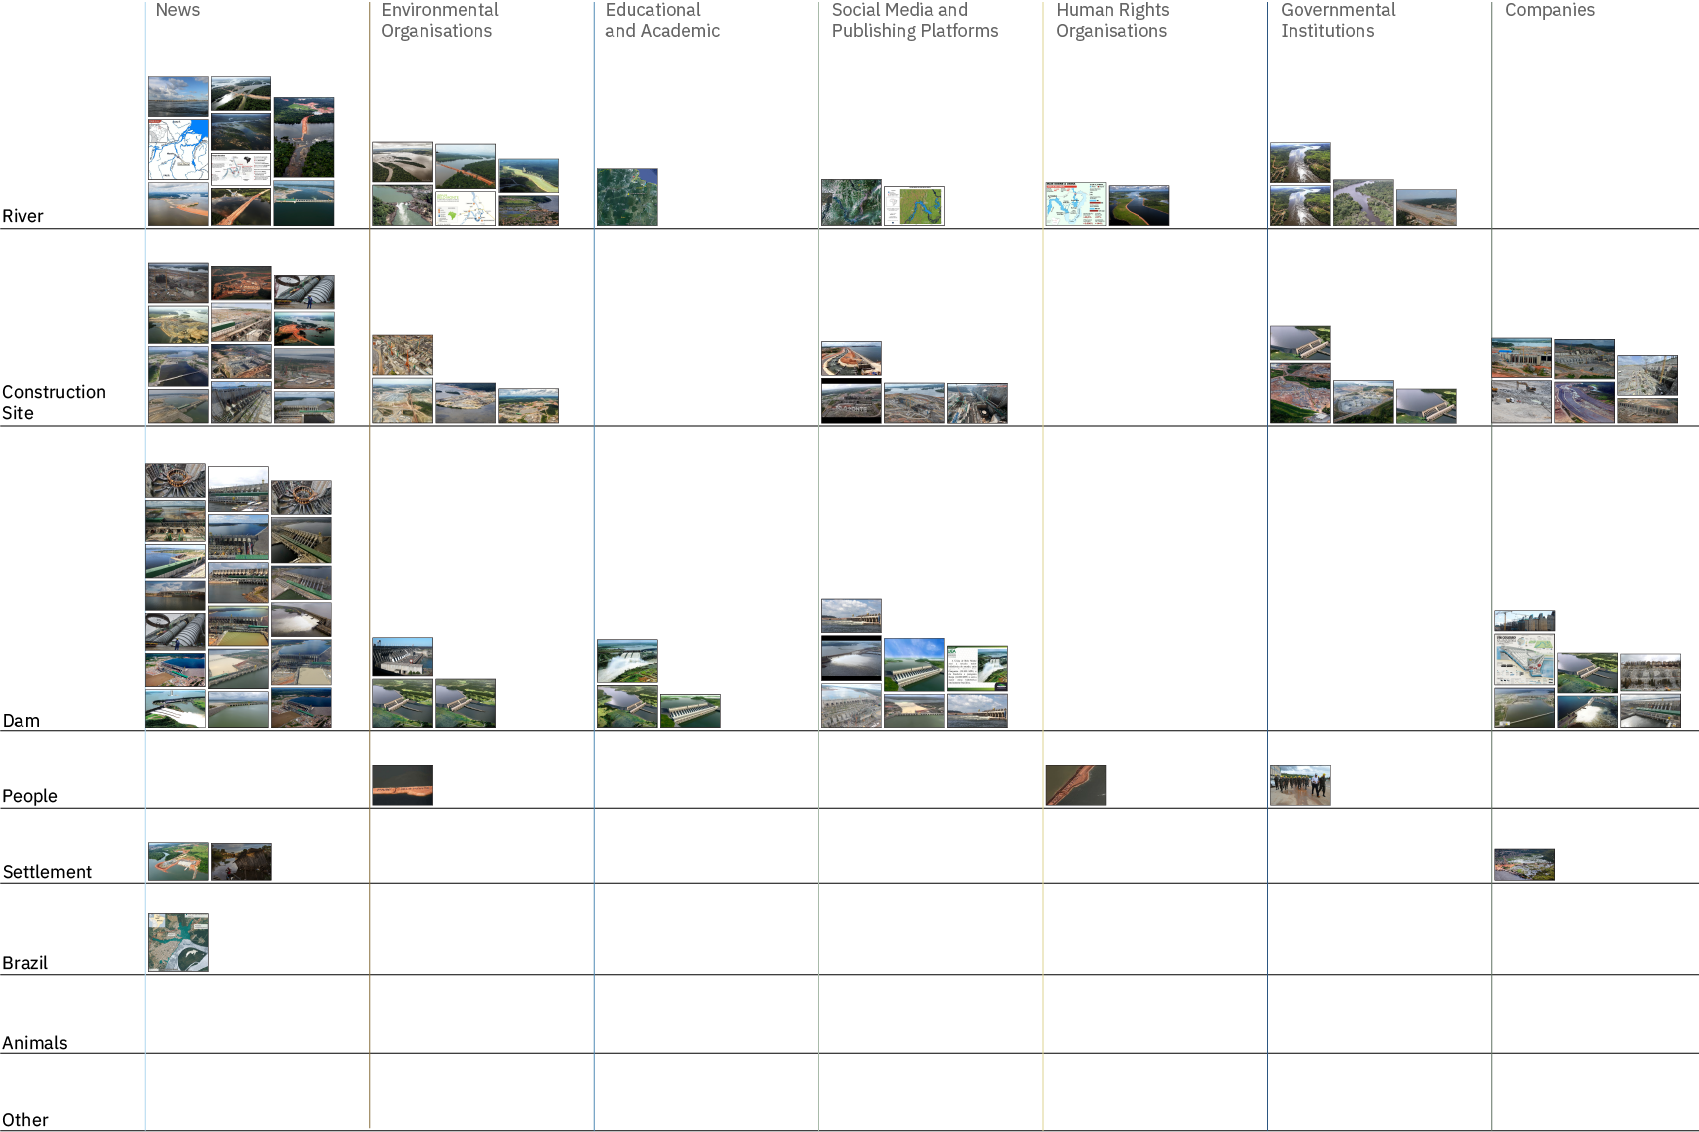 News
Environmental
Organisations
Educational
and Academic
Social Media and
Publishing Platforms
Human Rights
Organisations
Governmental
Institutions
Companies
River
Construction
Site
Dam
People
Settlement
Brazil
Animals
Other